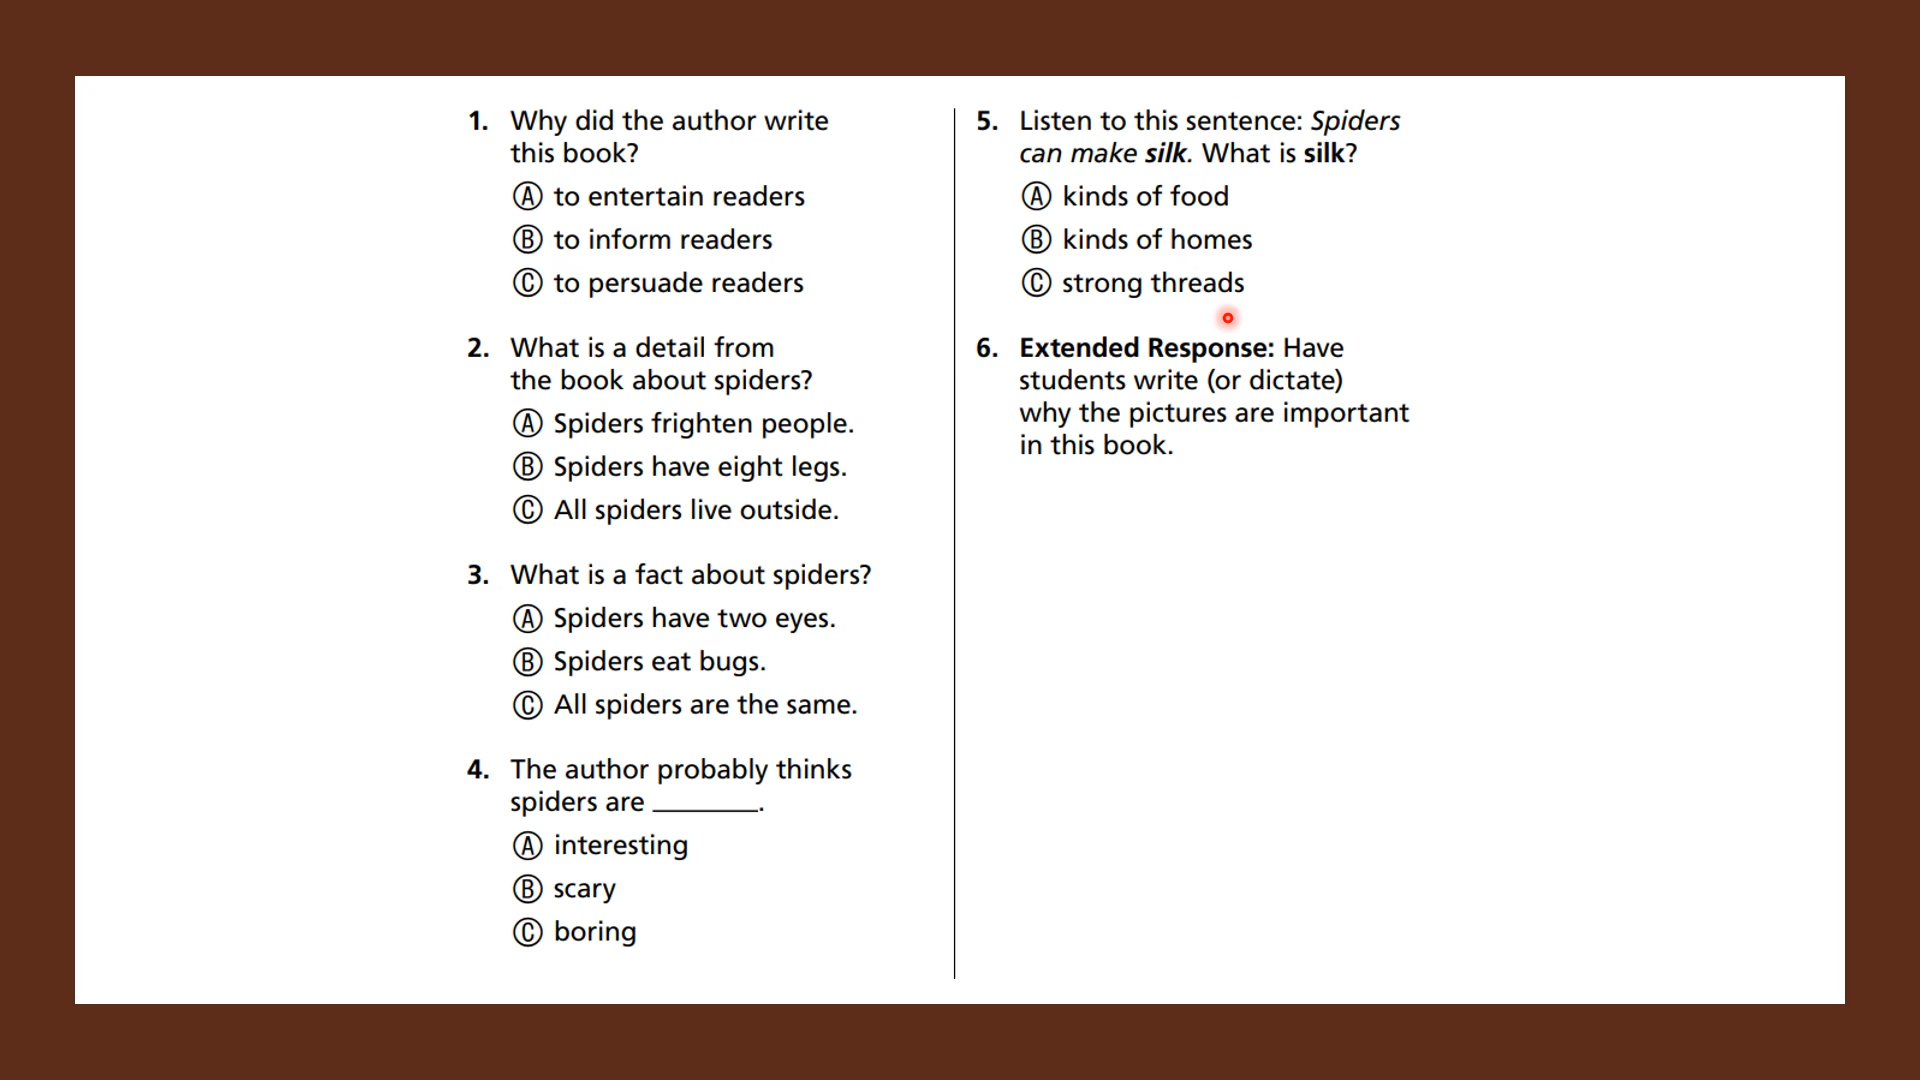 1. Why did the author write
this book?
Ⓐ to entertain readers
Ⓑ to inform readers
Ⓒ to persuade readers
2. What is a detail from
the book about spiders?
Ⓐ Spiders frighten people.
Ⓑ Spiders have eight legs.
Ⓒ All spiders live outside.
3. What is a fact about spiders?
Ⓐ Spiders have two eyes.
Ⓑ Spiders eat bugs.
Ⓒ All spiders are the same.
4. The author probably thinks
spiders are ________.
Ⓐ interesting
Ⓑ scary
Ⓒ boring
5. Listen to this sentence: Spiders
can make silk. What is silk?
Ⓐ kinds of food
Ⓑ kinds of homes
Ⓒ strong threads
6. Extended Response: Have
students write (or dictate)
why the pictures are important
in this book.